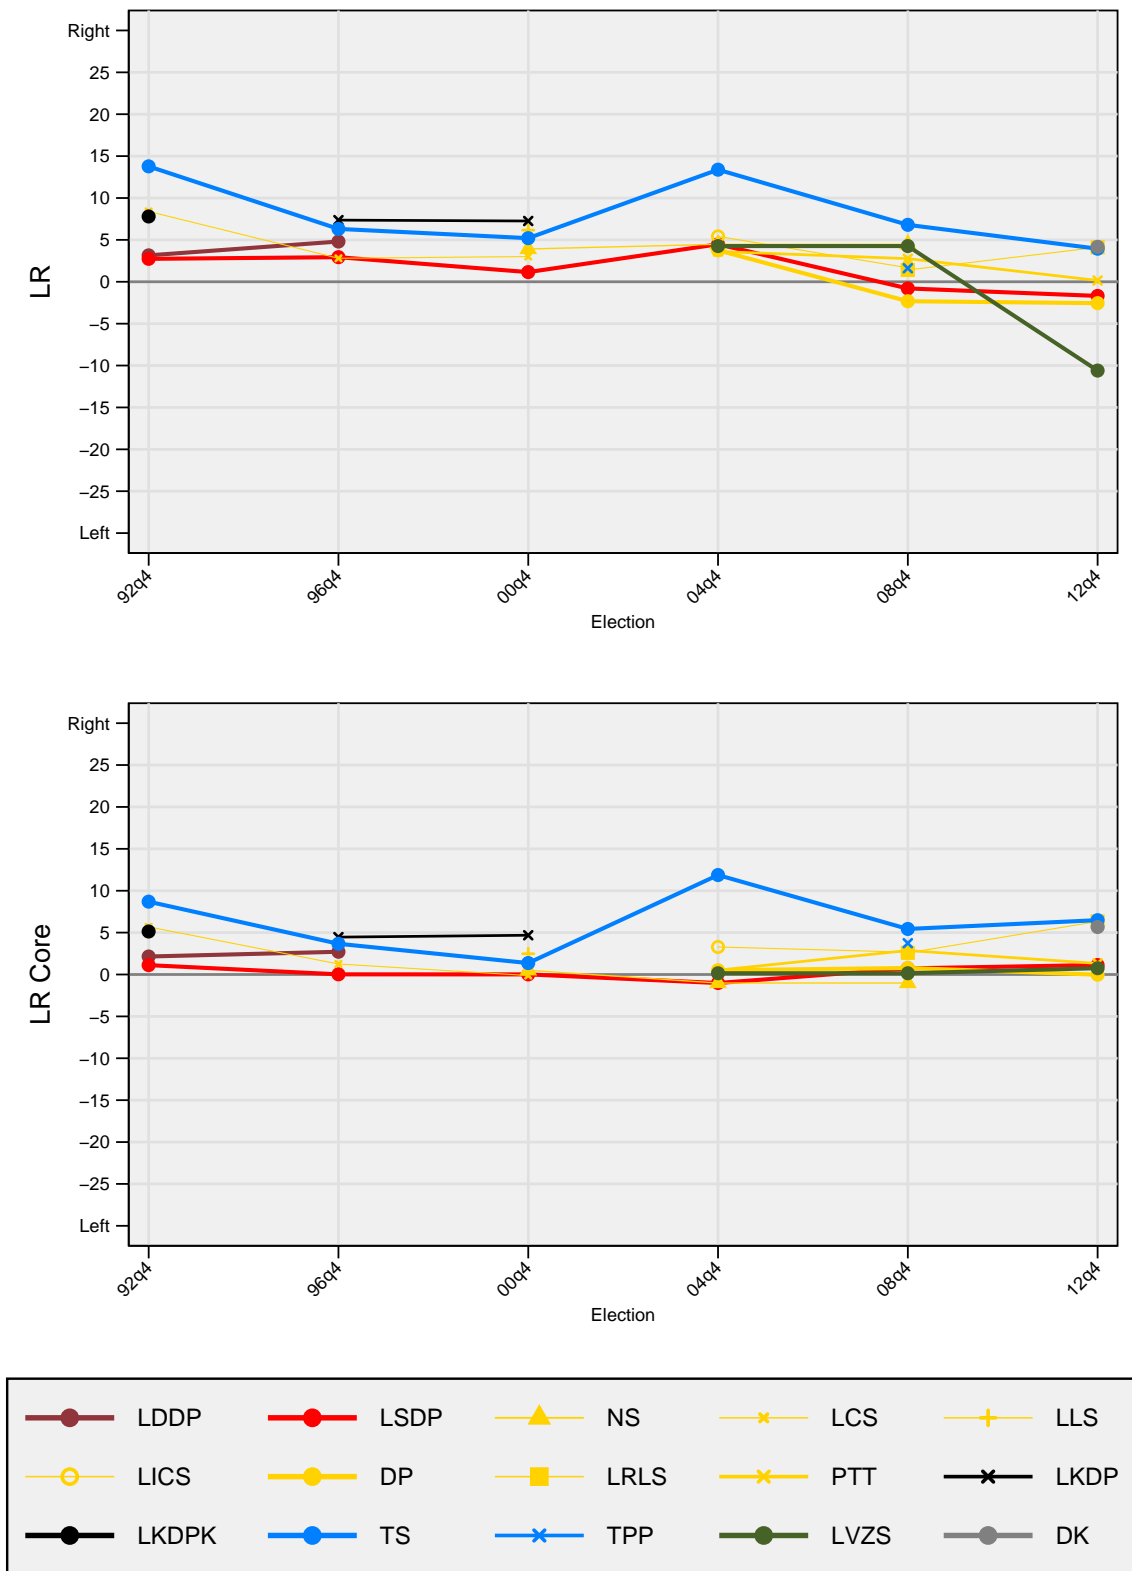 Right
25
20
15
10
5
0
−5
−10
−15
−20
−25
Left
LR
92q4 96q4 00q4 04q4 08q4 12q4
Election
Right
25
20
15
10
5
0
−5
−10
−15
−20
−25
Left
LR Core
92q4 96q4 00q4 04q4 08q4 12q4
Election
LDDP LSDP NS LCS LLS
LICS DP LRLS PTT LKDP
LKDPK TS TPP LVZS DK